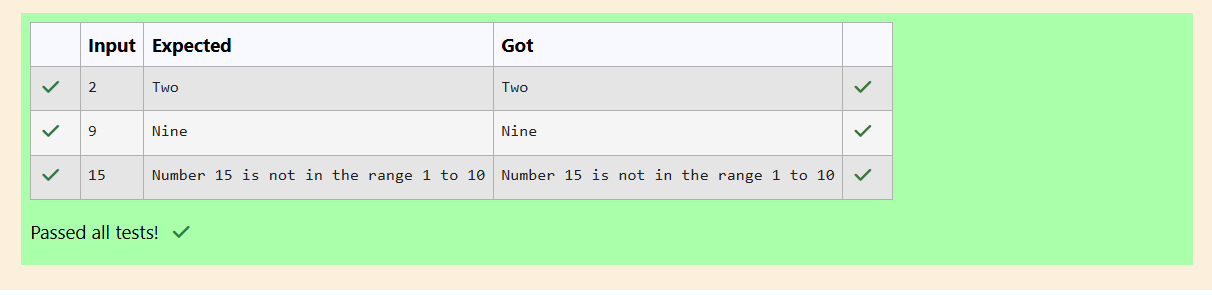 Input Expected Got
2 Two Two
9 Nine Nine
15 Number 15 is not in the range 1 to 10 Number 15 is not in the range 1 to 10
Passed all tests!